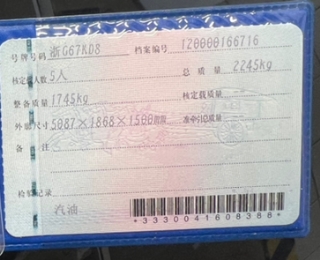 号牌号码 浙G67KD8 档案编号 120000166716
核定载人数 5人 总质量 2245kg
整备质量 1745kg 核定载质量
外廓尺寸 5087×1868×1500mm 准牵引总质量
备注
检验记录
汽油
*3330041608388*